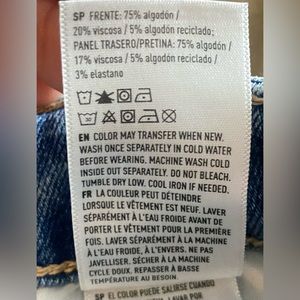 SP FRENTE: 75% algodón /
20% viscosa / 5% algodón reciclado;
PANEL TRASERO/PRETINA: 75% algodón /
17% viscosa / 5% algodón reciclado /
3% elastano
EN COLOR MAY TRANSFER WHEN NEW.
WASH ONCE SEPARATELY IN COLD WATER
BEFORE WEARING. MACHINE WASH COLD
INSIDE OUT SEPARATELY. DO NOT BLEACH.
TUMBLE DRY LOW. COOL IRON IF NEEDED.
FR LA COULEUR PEUT DÉTEINDRE
LORSQUE LE VÊTEMENT EST NEUF. LAVER
SÉPARÉMENT À L'EAU FROIDE AVANT DE
PORTER LE VÊTEMENT POUR LA PREMIÈRE
FOIS. LAVER SÉPARÉMENT À LA MACHINE, À
L'EAU FROIDE, À L'ENVERS. NE PAS
JAVELLISER. SÉCHER À LA MACHINE
CYCLE DOUX. REPASSER À TIÉDE
AU BESOIN.
SP EL COLOR PUEDE SALIRSE CUANDO
LAVAR POR